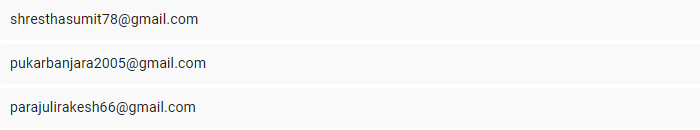 shresthasumit78@gmail.com
pukarbanjara2005@gmail.com
parajulirakesh66@gmail.com